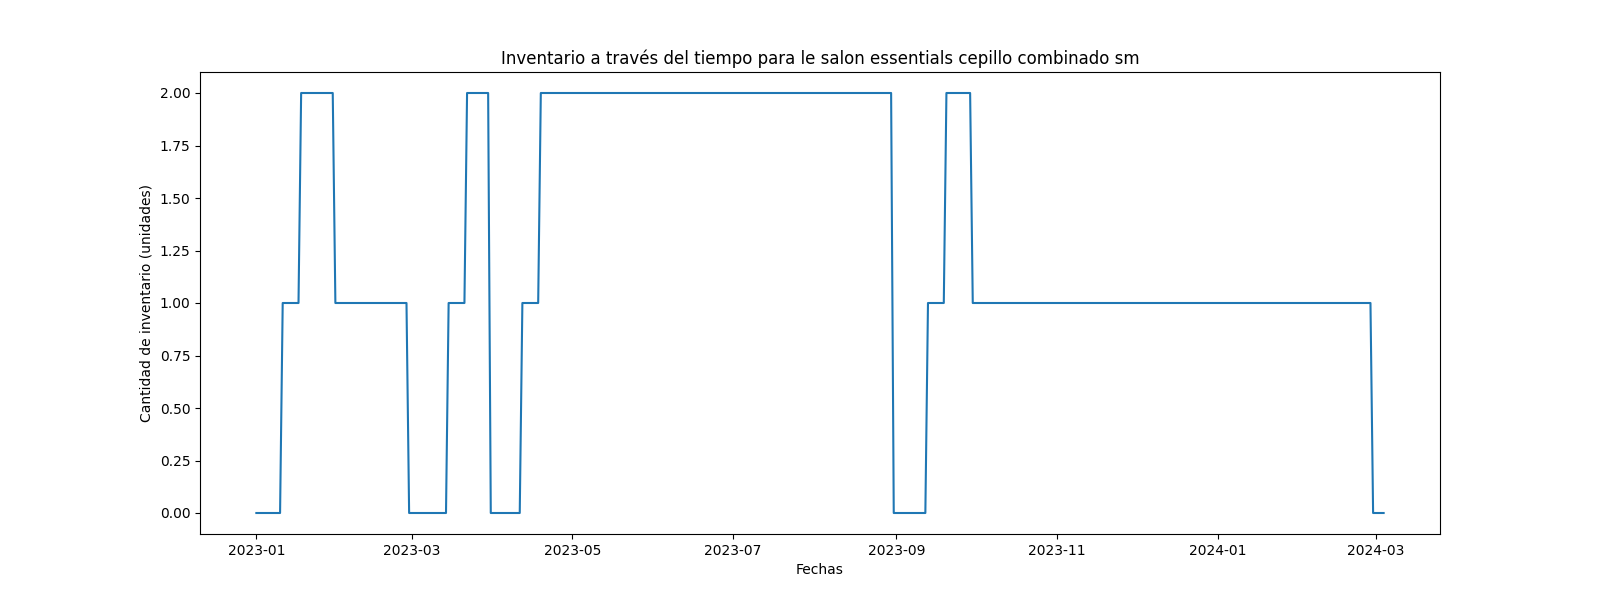 Inventario a través del tiempo para le salon essentials cepillo combinado sm
Cantidad de inventario (unidades)
2.00
1.75
1.50
1.25
1.00
0.75
0.50
0.25
0.00
2023-01 2023-03 2023-05 2023-07 2023-09 2023-11 2024-01 2024-03
Fechas